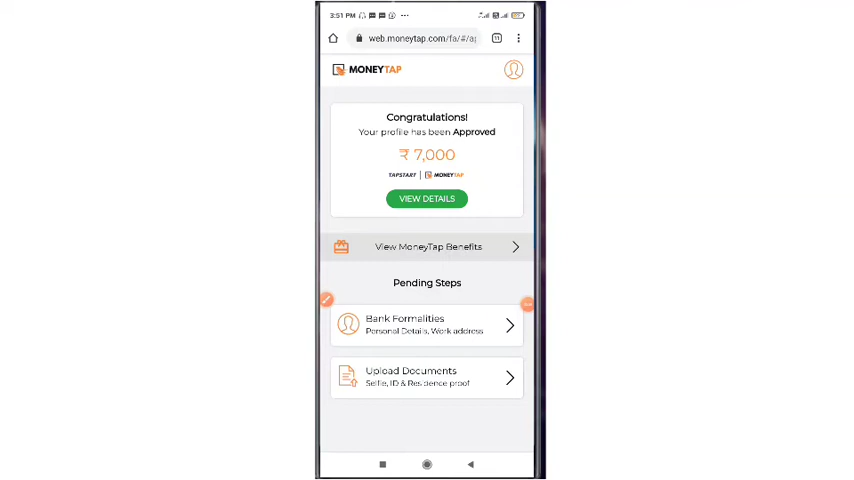 3:51 PM
web.moneytap.com/fa/#/a
11
MONEYTAP
Congratulations!
Your profile has been Approved
₹ 7,000
TAPSTART | MONEYTAP
VIEW DETAILS
View MoneyTap Benefits
Pending Steps
Bank Formalities
Personal Details, Work address
Upload Documents
Selfie, ID & Residence proof